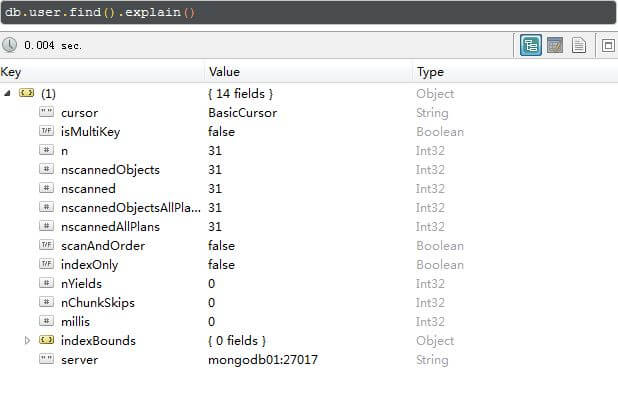 db.user.find().explain()
0.004 sec.
Key Value Type
(1) { 14 fields } Object
"" cursor BasicCursor String
T/F isMultiKey false Boolean
# n 31 Int32
# nscannedObjects 31 Int32
# nscanned 31 Int32
# nscannedObjectsAllPla... 31 Int32
# nscannedAllPlans 31 Int32
T/F scanAndOrder false Boolean
T/F indexOnly false Boolean
# nYields 0 Int32
# nChunkSkips 0 Int32
# millis 0 Int32
indexBounds { 0 fields } Object
"" server mongodb01:27017 String